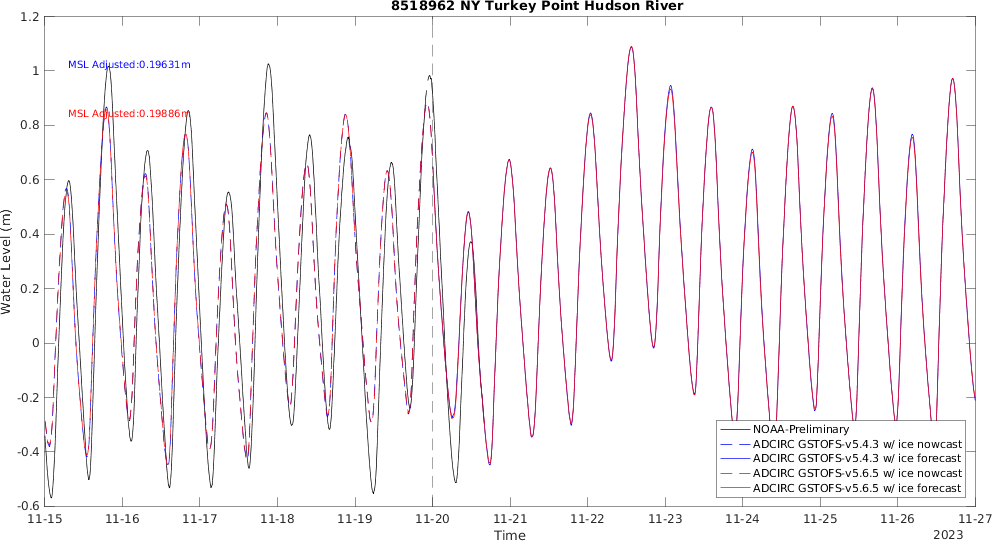 8518962 NY Turkey Point Hudson River
1.2
1
0.8
0.6
0.4
0.2
0
-0.2
-0.4
-0.6
Water Level (m)
MSL Adjusted:0.19631m
MSL Adjusted:0.19886m
NOAA-Preliminary
ADCIRC GSTOFS-v5.4.3 w/ ice nowcast
ADCIRC GSTOFS-v5.4.3 w/ ice forecast
ADCIRC GSTOFS-v5.6.5 w/ ice nowcast
ADCIRC GSTOFS-v5.6.5 w/ ice forecast
11-15 11-16 11-17 11-18 11-19 11-20 11-21 11-22 11-23 11-24 11-25 11-26 11-27
Time
2023